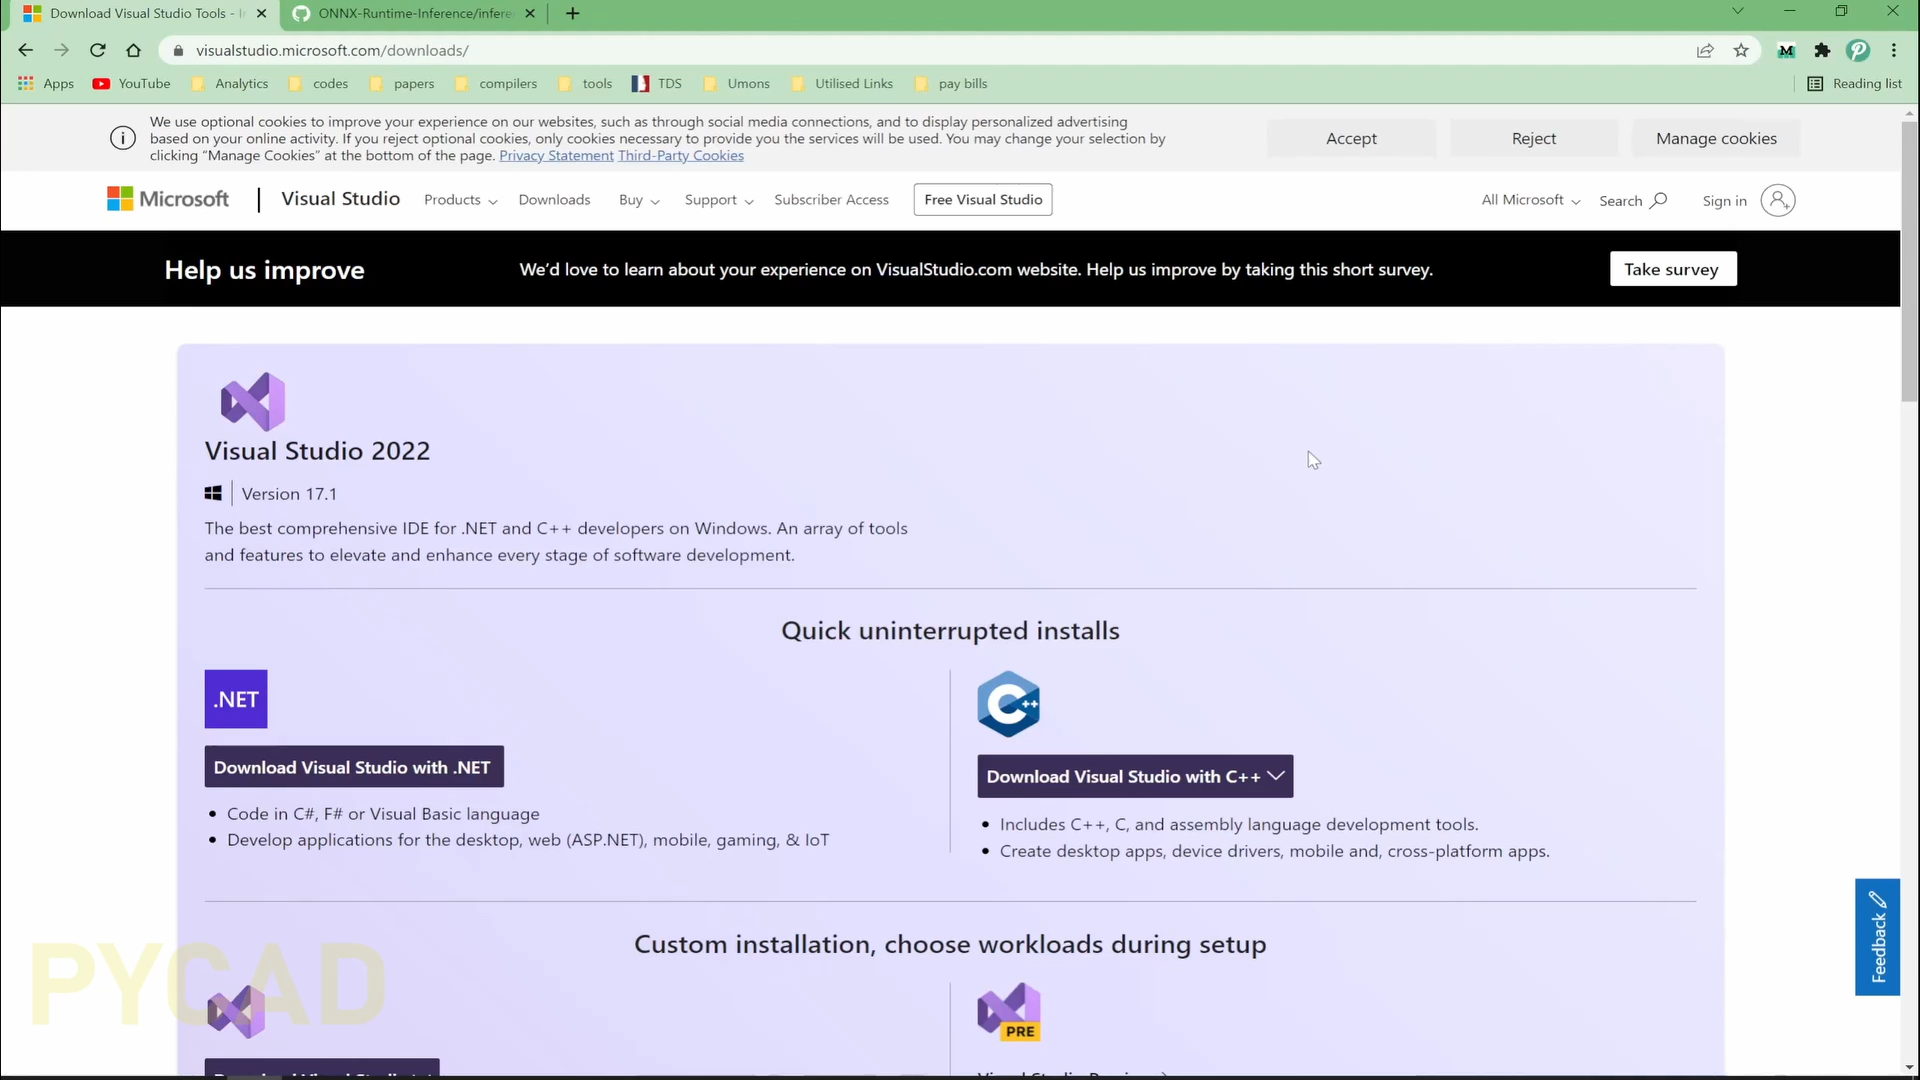 Download Visual Studio Tools - I
ONNX-Runtime-Inference/infere
visualstudio.microsoft.com/downloads/
Apps
YouTube
Analytics
codes
papers
compilers
tools
TDS
Umons
Utilised Links
pay bills
Reading list
We use optional cookies to improve your experience on our websites, such as through social media connections, and to display personalized advertising
based on your online activity. If you reject optional cookies, only cookies necessary to provide you the services will be used. You may change your selection by
clicking “Manage Cookies” at the bottom of the page. Privacy Statement Third-Party Cookies
Accept
Reject
Manage cookies
Microsoft
Visual Studio
Products
Downloads
Buy
Support
Subscriber Access
Free Visual Studio
All Microsoft
Search
Sign in
Help us improve
We’d love to learn about your experience on VisualStudio.com website. Help us improve by taking this short survey.
Take survey
Visual Studio 2022
Version 17.1
The best comprehensive IDE for .NET and C++ developers on Windows. An array of tools
and features to elevate and enhance every stage of software development.
Quick uninterrupted installs
.NET
C++
Download Visual Studio with .NET
Download Visual Studio with C++
• Code in C#, F# or Visual Basic language
• Develop applications for the desktop, web (ASP.NET), mobile, gaming, & IoT
• Includes C++, C, and assembly language development tools.
• Create desktop apps, device drivers, mobile and, cross-platform apps.
Feedback
Custom installation, choose workloads during setup
PYCAD
PRE